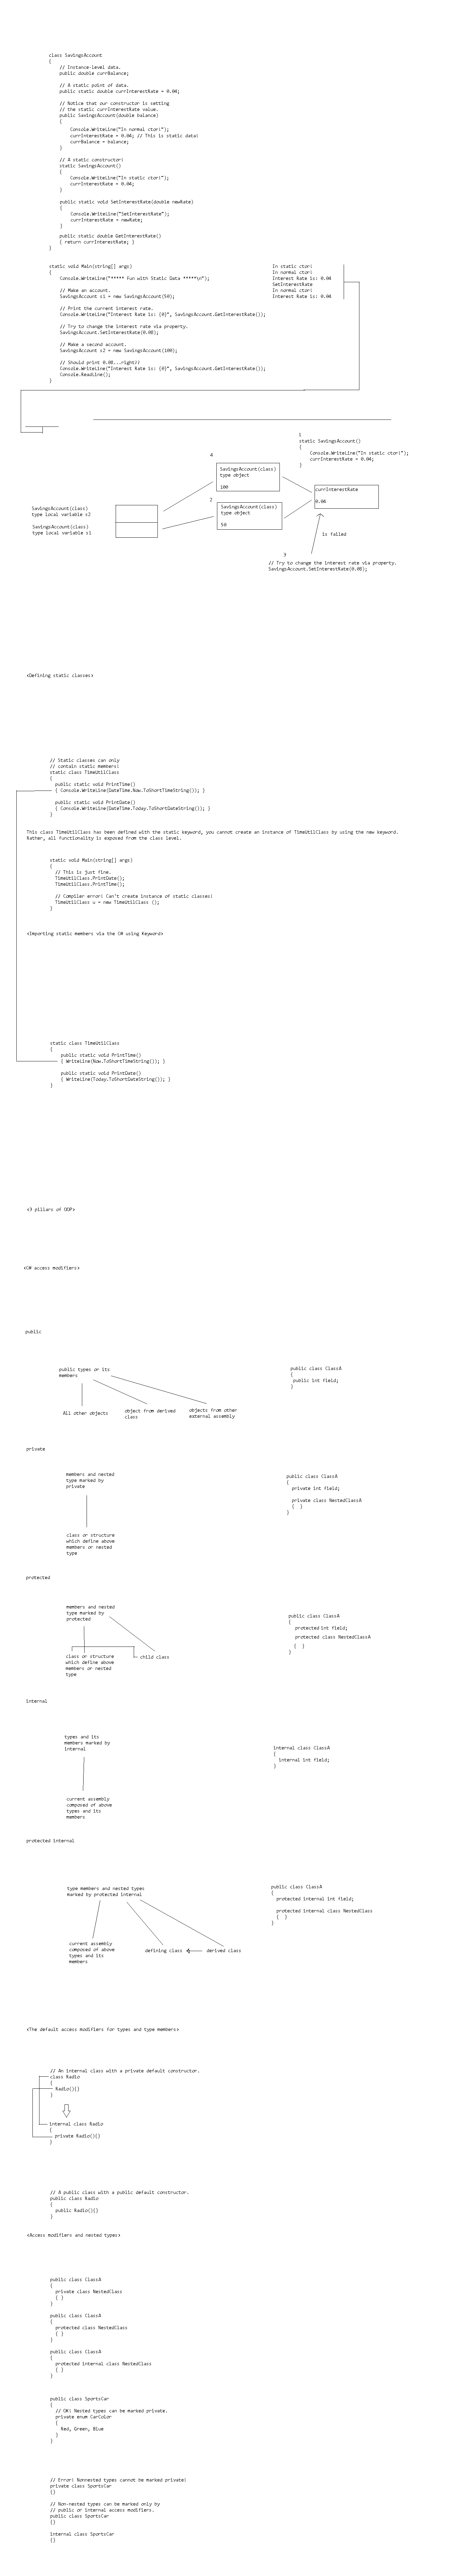 class SavingsAccount
{
// Instance-level data.
public double currBalance;
// A static point of data.
public static double currInterestRate = 0.04;
// Notice that our constructor is setting
// the static currInterestRate value.
public SavingsAccount(double balance)
{
Console.WriteLine("In normal ctor!");
currInterestRate = 0.04; // This is static data!
currBalance = balance;
}
// A static constructor!
static SavingsAccount()
{
Console.WriteLine("In static ctor!");
currInterestRate = 0.04;
}
public static void SetInterestRate(double newRate)
{
Console.WriteLine("SetInterestRate");
currInterestRate = newRate;
}
public static double GetInterestRate()
{ return currInterestRate; }
}
static void Main(string[] args)
{
Console.WriteLine("***** Fun with Static Data *****\n");
// Make an account.
SavingsAccount s1 = new SavingsAccount(50);
// Print the current interest rate.
Console.WriteLine("Interest Rate is: {0}", SavingsAccount.GetInterestRate());
// Try to change the interest rate via property.
SavingsAccount.SetInterestRate(0.08);
// Make a second account.
SavingsAccount s2 = new SavingsAccount(100);
// Should print 0.08...right??
Console.WriteLine("Interest Rate is: {0}", SavingsAccount.GetInterestRate());
Console.ReadLine();
}
In static ctor!
In normal ctor!
Interest Rate is: 0.04
SetInterestRate
In normal ctor!
Interest Rate is: 0.04
1
static SavingsAccount()
{
Console.WriteLine("In static ctor!");
currInterestRate = 0.04;
}
4
SavingsAccount(class)
type object
100
2
SavingsAccount(class)
type object
50
currInterestRate
0.08
SavingsAccount(class)
type local variable s2
SavingsAccount(class)
type local variable s1
is failed
3
// Try to change the interest rate via property.
SavingsAccount.SetInterestRate(0.08);
<Defining static classes>
// Static classes can only
// contain static members!
static class TimeUtilClass
{
public static void PrintTime()
{ Console.WriteLine(DateTime.Now.ToShortTimeString()); }
public static void PrintDate()
{ Console.WriteLine(DateTime.Today.ToShortDateString()); }
}
This class TimeUtilClass has been defined with the static keyword, you cannot create an instance of TimeUtilClass by using the new keyword.
Rather, all functionality is exposed from the class level.
static void Main(string[] args)
{
// This is just fine.
TimeUtilClass.PrintDate();
TimeUtilClass.PrintTime();
// Compiler error! Can't create instance of static classes!
TimeUtilClass u = new TimeUtilClass ();
}
<Importing static members via the C# using Keyword>
static class TimeUtilClass
{
public static void PrintTime()
{ WriteLine(Now.ToShortTimeString()); }
public static void PrintDate()
{ WriteLine(Today.ToShortDateString()); }
}
<3 pillars of OOP>
<C# access modifiers>
public
public types or its
members
All other objects
object from derived
class
objects from other
external assembly
public class ClassA
{
public int field;
}
private
members and nested
type marked by
private
class or structure
which define above
members or nested
type
public class ClassA
{
private int field;
private class NestedClassA
{ }
}
protected
members and nested
type marked by
protected
class or structure
which define above
members or nested
type
child class
public class ClassA
{
protected int field;
protected class NestedClassA
{ }
}
internal
types and its
members marked by
internal
current assembly
composed of above
types and its
members
internal class ClassA
{
internal int field;
}
protected internal
type members and nested types
marked by protected internal
current assembly
composed of above
types and its
members
defining class
derived class
public class ClassA
{
protected internal int field;
protected internal class NestedClass
{ }
}
<The default access modifiers for types and type members>
// An internal class with a private default constructor.
class Radio
{
Radio(){}
}
internal class Radio
{
private Radio(){}
}
// A public class with a public default constructor.
public class Radio
{
public Radio(){}
}
<Access modifiers and nested types>
public class ClassA
{
private class NestedClass
{ }
}
public class ClassA
{
protected class NestedClass
{ }
}
public class ClassA
{
protected internal class NestedClass
{ }
}
public class SportsCar
{
// OK! Nested types can be marked private.
private enum CarColor
{
Red, Green, Blue
}
}
// Error! Nonnested types cannot be marked private!
private class SportsCar
{}
// Non-nested types can be marked only by
// public or internal access modifiers.
public class SportsCar
{}
internal class SportsCar
{}